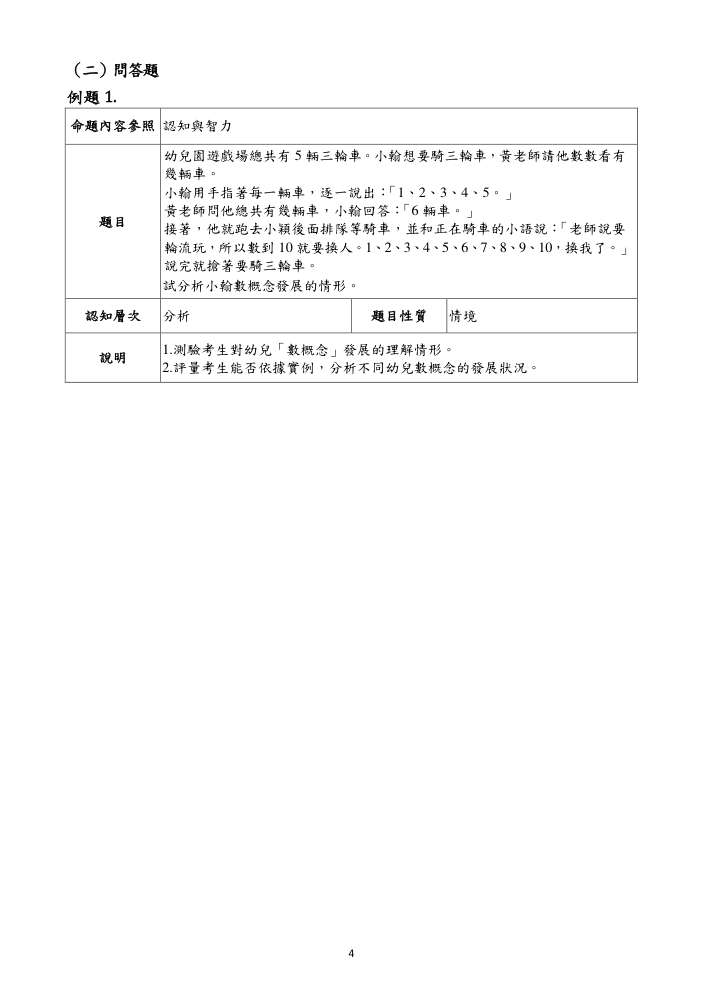 （二）問答題
例題 1.
命題內容參照 認知與智力
題目
幼兒園遊戲場總共有 5 輛三輪車。小翰想要騎三輪車，黃老師請他數數看有
幾輛車。
小翰用手指著每一輛車，逐一說出：「1、2、3、4、5。」
黃老師問他總共有幾輛車，小翰回答：「6 輛車。」
接著，他就跑去小穎後面排隊等騎車，並和正在騎車的小語說：「老師說要
輪流玩，所以數到 10 就要換人。1、2、3、4、5、6、7、8、9、10，換我了。」
說完就搶著要騎三輪車。
試分析小翰數概念發展的情形。
認知層次 分析 題目性質 情境
說明
1.測驗考生對幼兒「數概念」發展的理解情形。
2.評量考生能否依據實例，分析不同幼兒數概念的發展狀況。
4